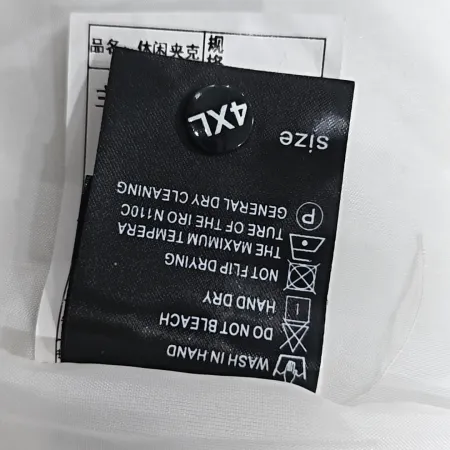 品名: 休闲夹克
规
格
WASH IN HAND
DO NOT BLEACH
HAND DRY
NOT FLIP DRYING
THE MAXIMUM TEMPERA
TURE OF THE IRO N110C
P GENERAL DRY CLEANING
size 4XL